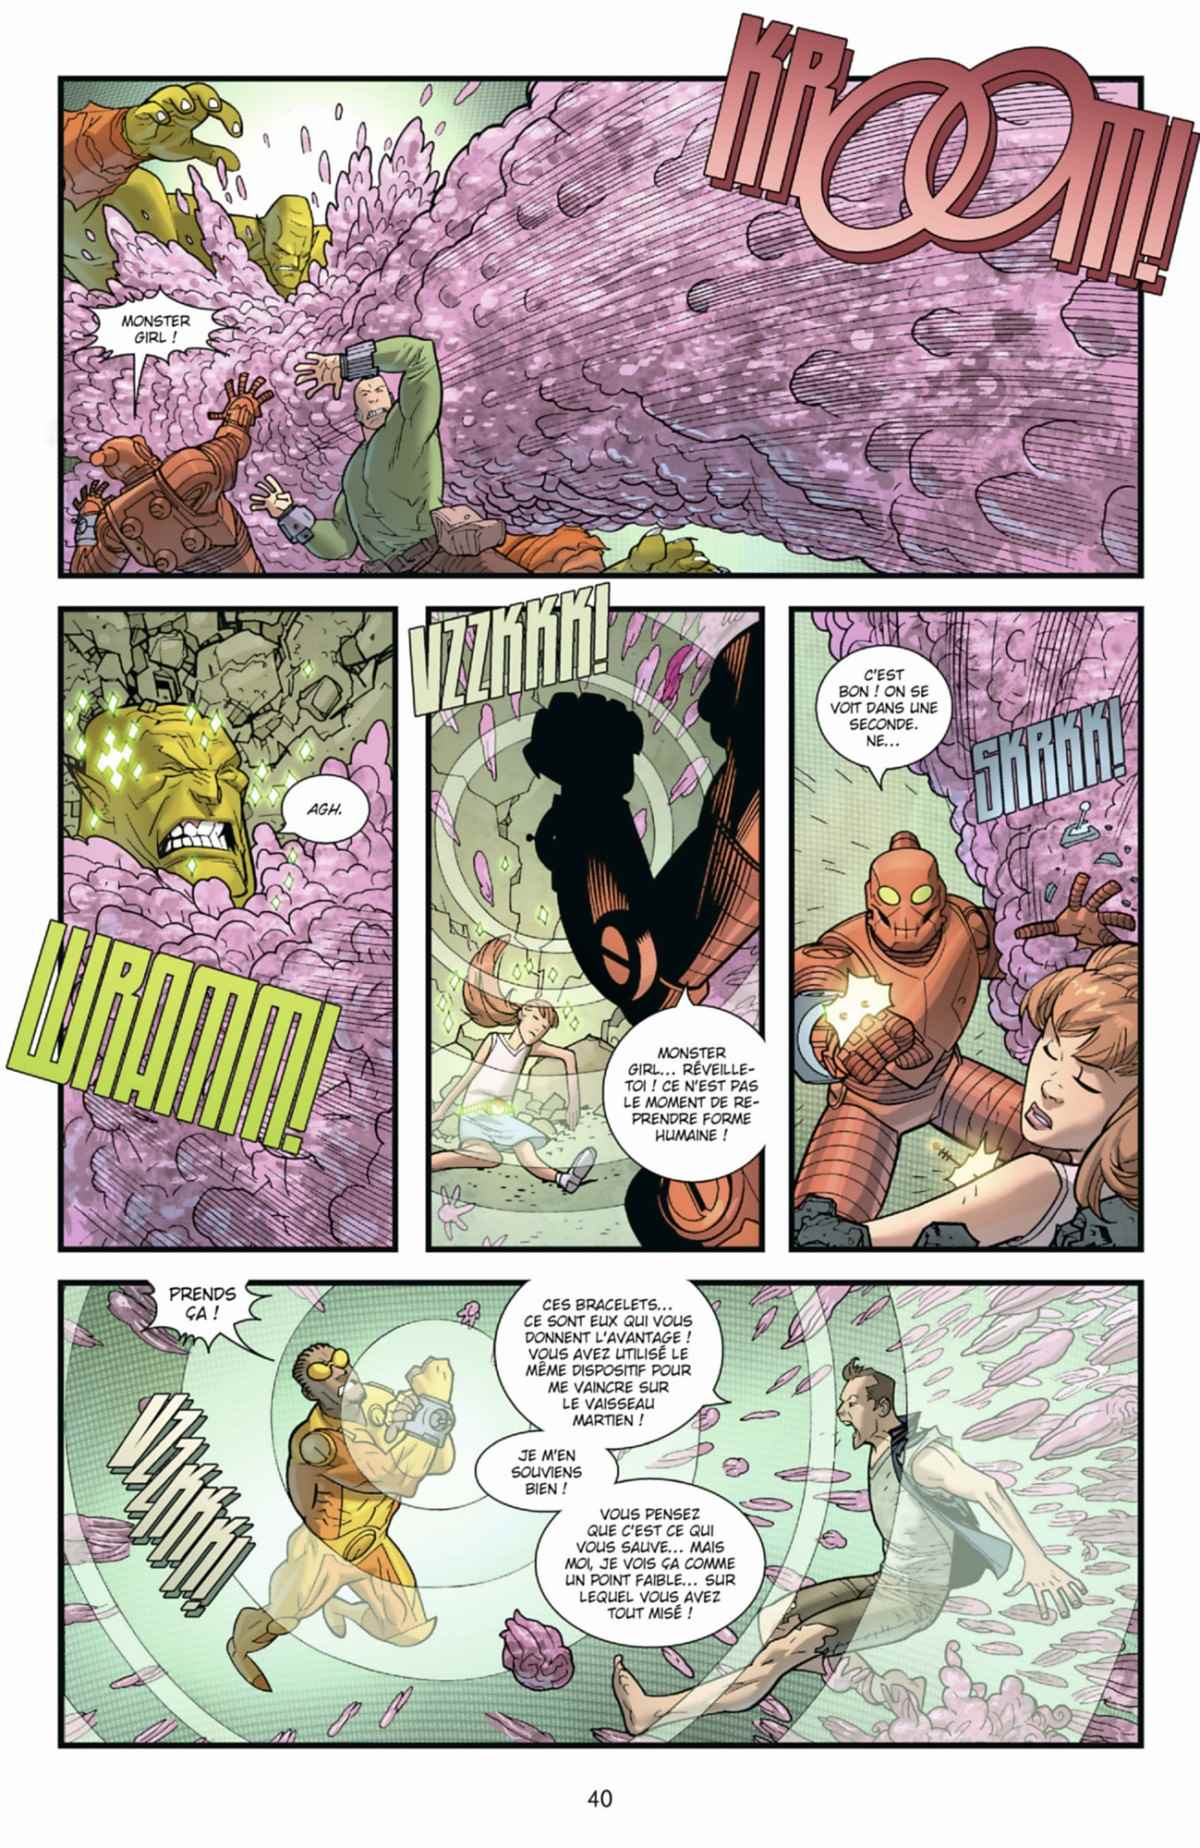 KROOM!
MONSTER
GIRL !
AGH.
WRAMM!
VZZKKK!
MONSTER
GIRL... RÉVEILLE-
TOI ! CE N'EST PAS
LE MOMENT DE RE-
PRENDRE FORME
HUMAINE !
C'EST
BON ! ON SE
VOIT DANS UNE
SECONDE.
NE...
SKRKK!
PRENDS
ÇA !
VZZKKK!
CES BRACELETS...
CE SONT EUX QUI VOUS
DONNENT L'AVANTAGE !
VOUS AVEZ UTILISÉ LE
MÊME DISPOSITIF POUR
ME VAINCRE SUR
LE VAISSEAU
MARTIEN !
JE M'EN
SOUVIENS
BIEN !
VOUS PENSEZ
QUE C'EST CE QUI
VOUS SAUVE... MAIS
MOI, JE VOIS ÇA COMME
UN POINT FAIBLE... SUR
LEQUEL VOUS AVEZ
TOUT MISÉ !
40